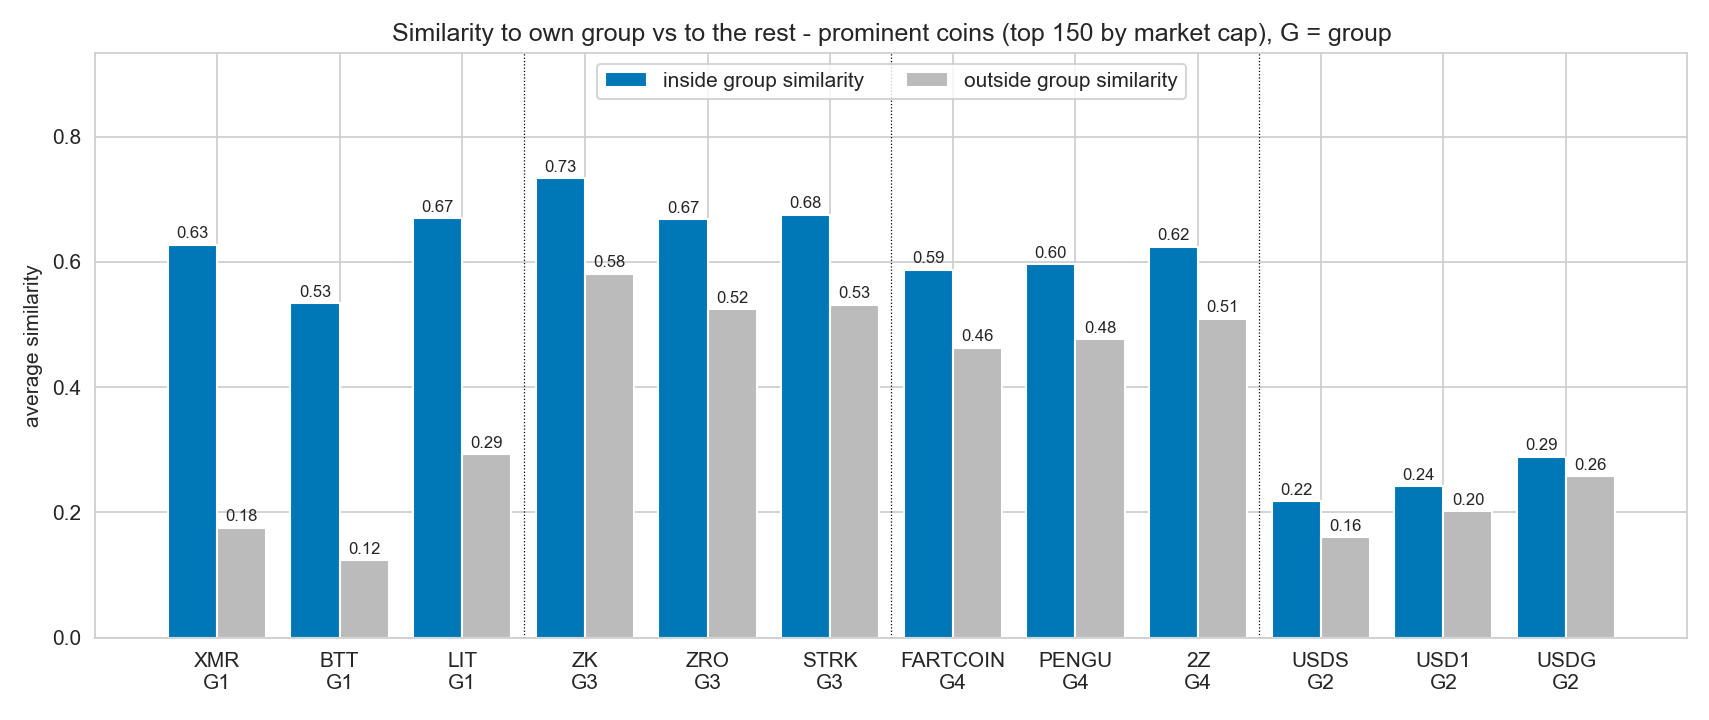 Similarity to own group vs to the rest - prominent coins (top 150 by market cap), G = group
inside group similarity
outside group similarity
average similarity
0.8
0.6
0.4
0.2
0.0
0.63
0.18
0.53
0.12
0.67
0.29
0.73
0.58
0.67
0.52
0.68
0.53
0.59
0.46
0.60
0.48
0.62
0.51
0.22
0.16
0.24
0.20
0.29
0.26
XMR
G1
BTT
G1
LIT
G1
ZK
G3
ZRO
G3
STRK
G3
FARTCOIN
G4
PENGU
G4
2Z
G4
USDS
G2
USD1
G2
USDG
G2